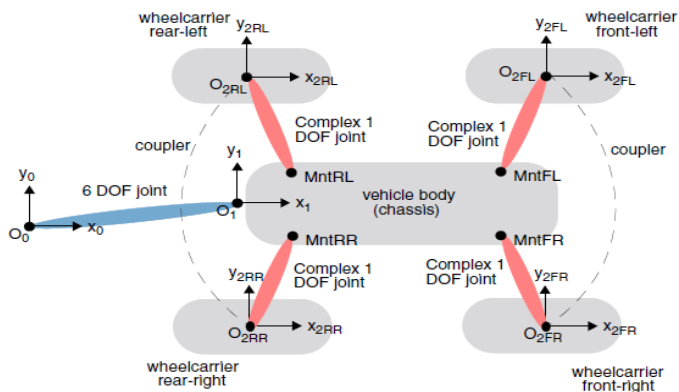 wheelcarrier
rear-left
y2RL
O2RL
x2RL
wheelcarrier
front-left
y2FL
O2FL
x2FL
Complex 1
DOF joint
Complex 1
DOF joint
coupler
coupler
MntRL
MntFL
y1
y0
6 DOF joint
vehicle body
(chassis)
O1
x1
O0
x0
MntRR
MntFR
y2RR
Complex 1
DOF joint
Complex 1
DOF joint
y2FR
O2RR
x2RR
O2FR
x2FR
wheelcarrier
rear-right
wheelcarrier
front-right